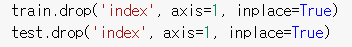 train.drop('index', axis=1, inplace=True)
test.drop('index', axis=1, inplace=True)